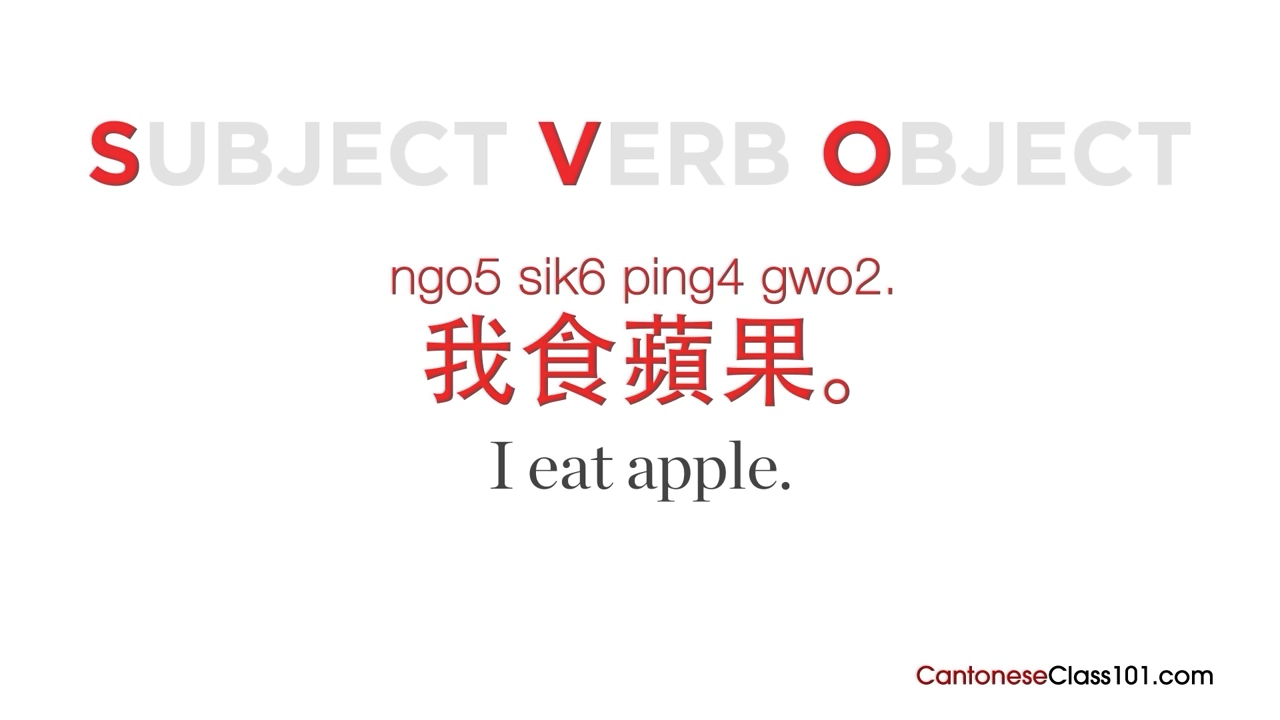 SUBJECT VERB OBJECT
ngo5 sik6 ping4 gwo2.
我食蘋果。
I eat apple.
CantoneseClass101.com